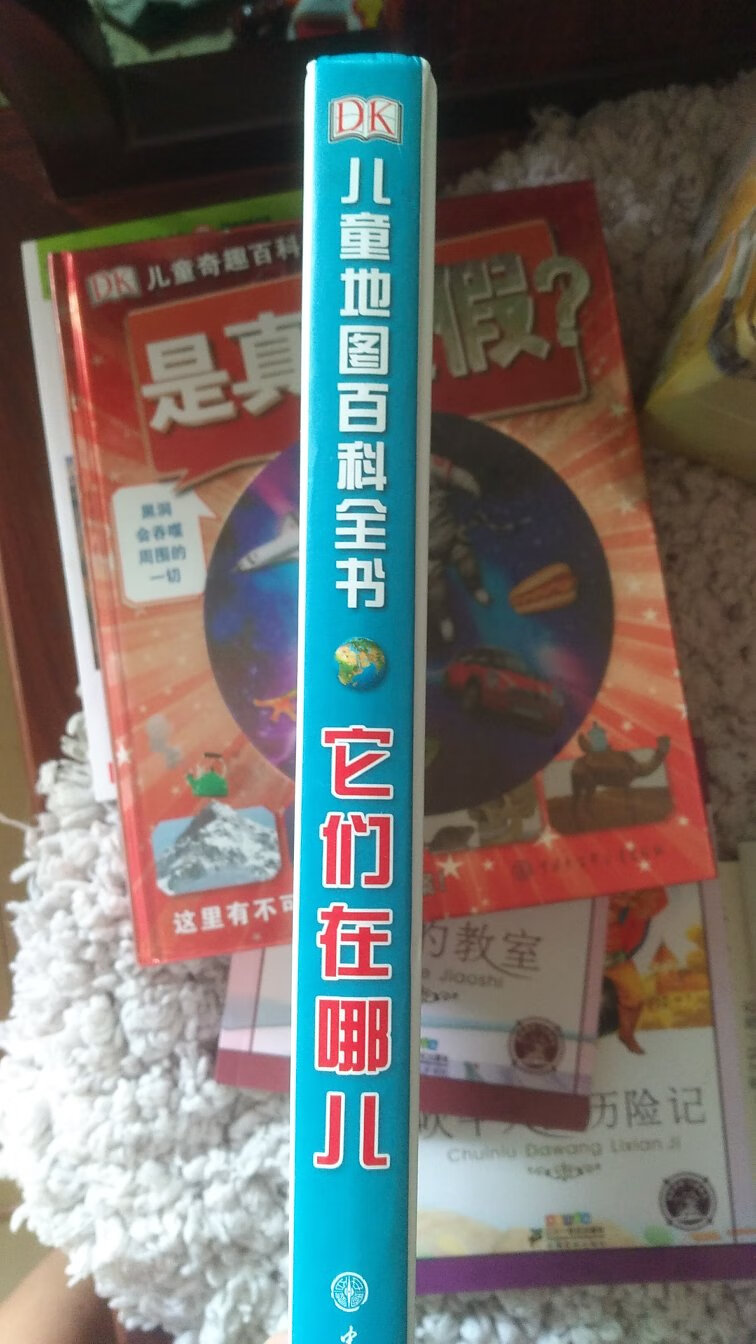 DK
儿童地图百科全书
它们在哪儿
中
DK 儿童奇趣百科
是真 假?
黑洞
会吞噬
周围的
一切
这里有不可
的教室
Jiaoshi
历险记
Chuiniu Dawang Lixian Ji